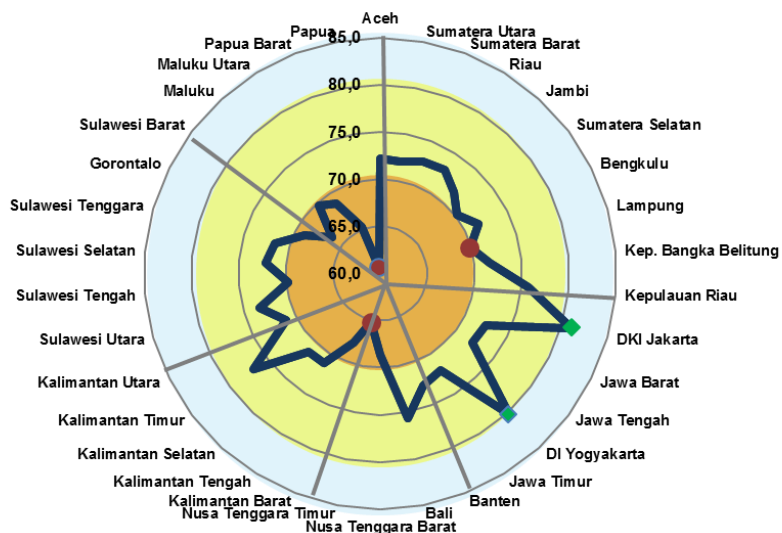 Aceh
Sumatera Utara
Sumatera Barat
Riau
Jambi
Sumatera Selatan
Bengkulu
Lampung
Kep. Bangka Belitung
Kepulauan Riau
DKI Jakarta
Jawa Barat
Jawa Tengah
DI Yogyakarta
Jawa Timur
Banten
Bali
Nusa Tenggara Barat
Nusa Tenggara Timur
Kalimantan Barat
Kalimantan Tengah
Kalimantan Selatan
Kalimantan Timur
Kalimantan Utara
Sulawesi Utara
Sulawesi Tengah
Sulawesi Selatan
Sulawesi Tenggara
Gorontalo
Sulawesi Barat
Maluku
Maluku Utara
Papua Barat
Papua
85,0
80,0
75,0
70,0
65,0
60,0